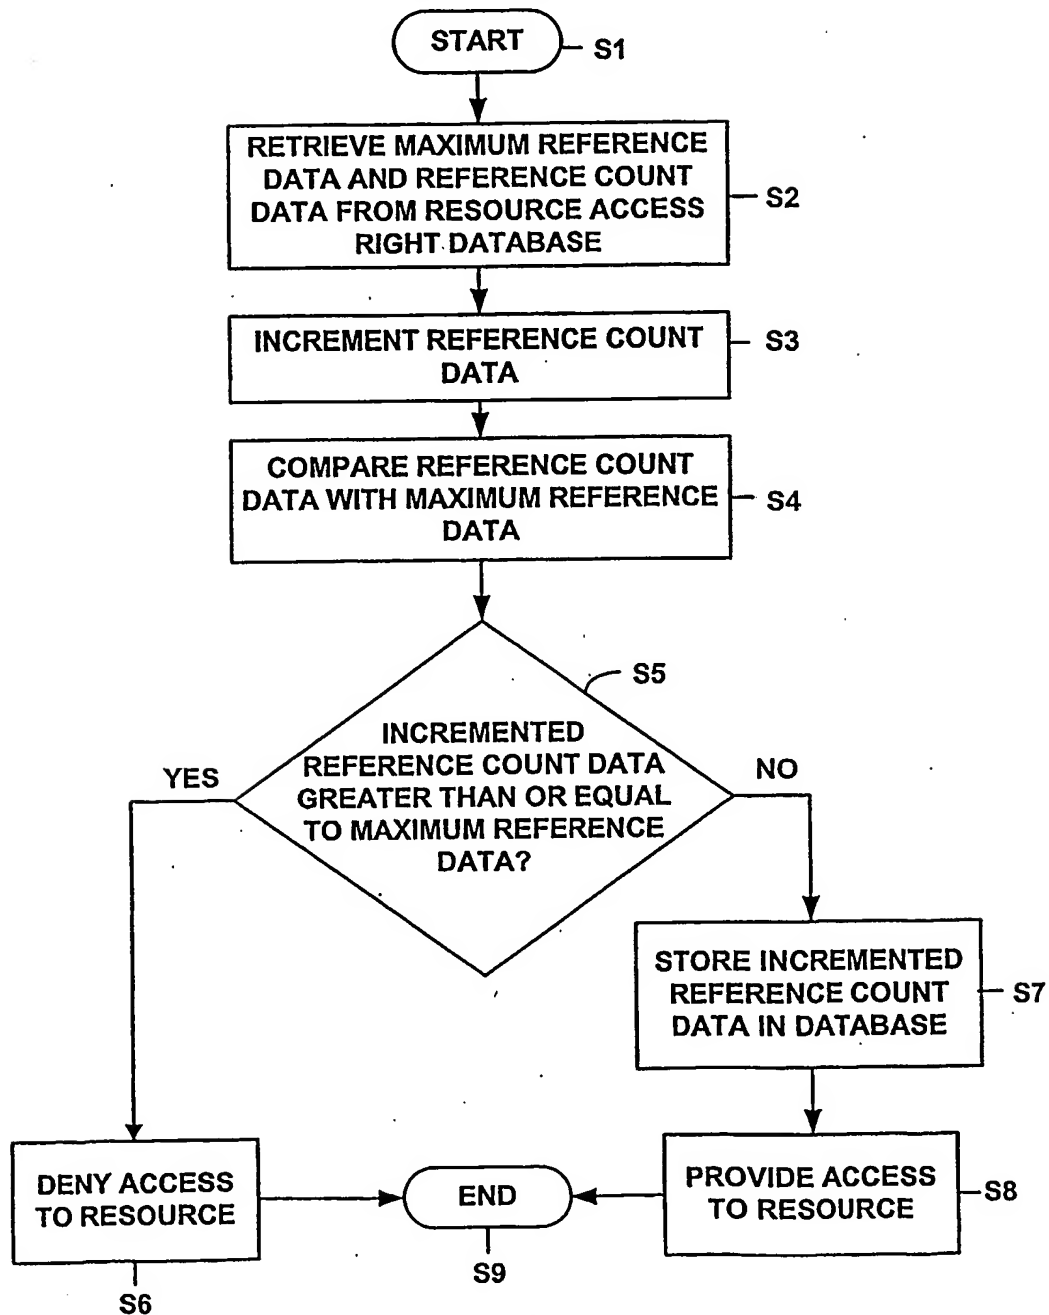 START
S1
RETRIEVE MAXIMUM REFERENCE
DATA AND REFERENCE COUNT
DATA FROM RESOURCE ACCESS
RIGHT DATABASE
S2
INCREMENT REFERENCE COUNT
DATA
S3
COMPARE REFERENCE COUNT
DATA WITH MAXIMUM REFERENCE
DATA
S4
S5
INCREMENTED
REFERENCE COUNT DATA
GREATER THAN OR EQUAL
TO MAXIMUM REFERENCE
DATA?
YES
NO
STORE INCREMENTED
REFERENCE COUNT
DATA IN DATABASE
S7
DENY ACCESS
TO RESOURCE
S6
END
S9
PROVIDE ACCESS
TO RESOURCE
S8